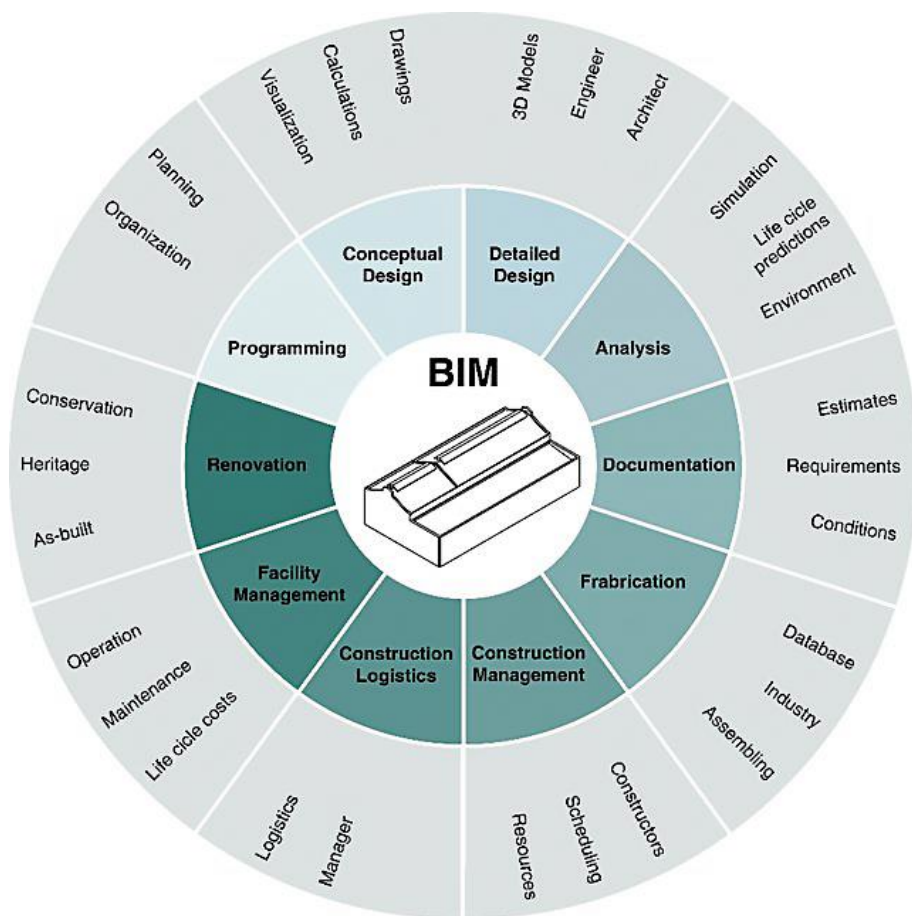 BIM
Conceptual
Design
Detailed
Design
Analysis
Documentation
Frabrication
Construction
Management
Construction
Logistics
Facility
Management
Renovation
Programming
Visualization
Calculations
Drawings
3D Models
Engineer
Architect
Simulation
Life cicle
predictions
Environment
Estimates
Requirements
Conditions
Database
Industry
Assembling
Constructors
Scheduling
Resources
Manager
Logistics
Life cicle costs
Maintenance
Operation
As-built
Heritage
Conservation
Organization
Planning